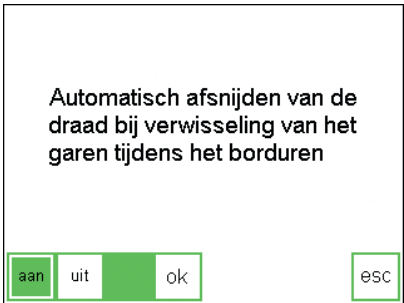 Automatisch afsnijden van de
draad bij verwisseling van het
garen tijdens het borduren
aan uit ok esc